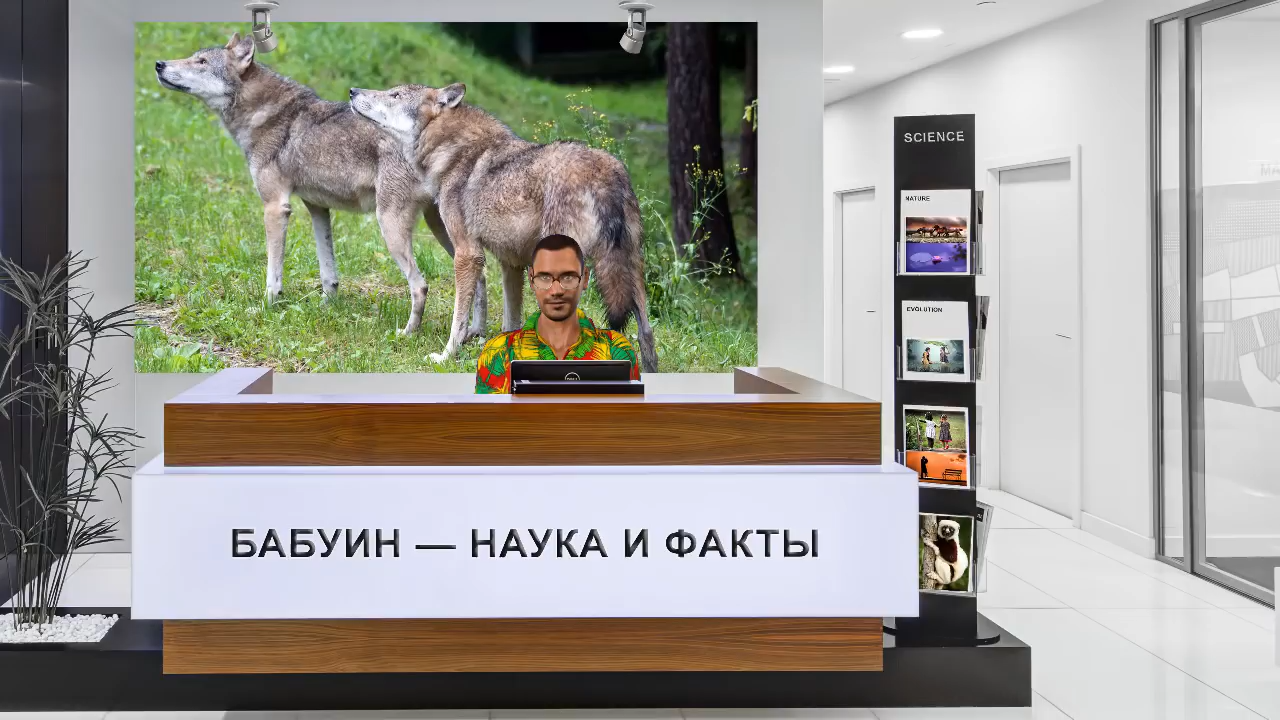 SCIENCE
NATURE
EVOLUTION
БАБУИН — НАУКА И ФАКТЫ